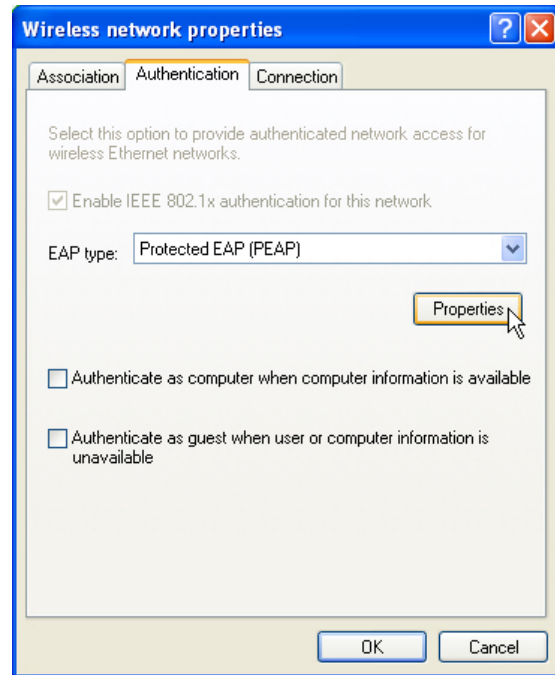 Wireless network properties
Association Authentication Connection
Select this option to provide authenticated network access for
wireless Ethernet networks.
Enable IEEE 802.1x authentication for this network
EAP type: Protected EAP (PEAP)
Properties
Authenticate as computer when computer information is available
Authenticate as guest when user or computer information is
unavailable
OK Cancel